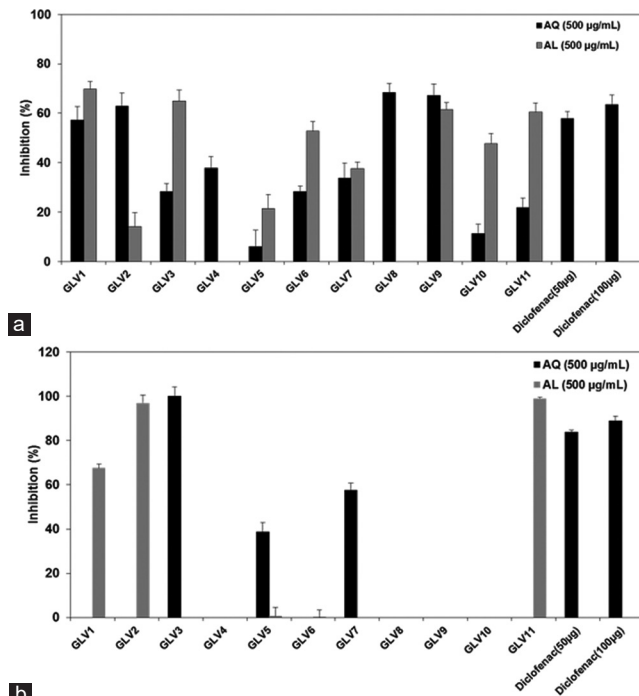 AQ (500 µg/mL)
AL (500 µg/mL)
Inhibition (%)
100
80
60
40
20
0
GLV1
GLV2
GLV3
GLV4
GLV5
GLV6
GLV7
GLV8
GLV9
GLV10
GLV11
Diclofenac(50µg)
Diclofenac(100µg)
a
AQ (500 µg/mL)
AL (500 µg/mL)
Inhibition (%)
120
100
80
60
40
20
0
GLV1
GLV2
GLV3
GLV4
GLV5
GLV6
GLV7
GLV8
GLV9
GLV10
GLV11
Diclofenac(50µg)
Diclofenac(100µg)
b